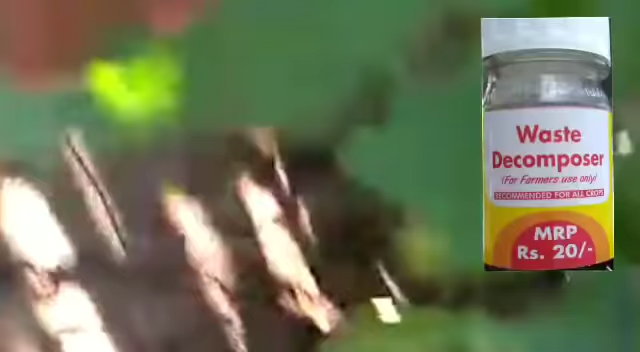 Waste
Decomposer
(For Farmers use only)
RECOMMENDED FOR ALL CROPS
MRP
Rs. 20/-